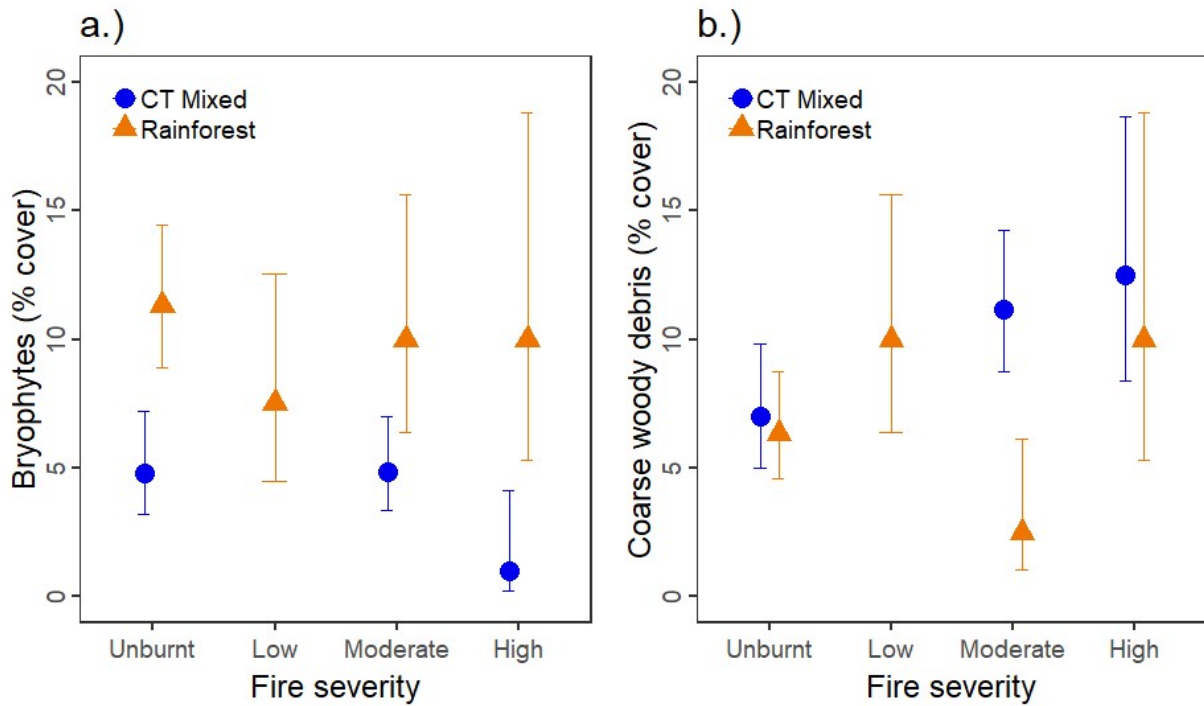 a.)
Bryophytes (% cover)
20
15
10
5
0
CT Mixed
Rainforest
Unburnt Low Moderate High
Fire severity
b.)
Coarse woody debris (% cover)
20
15
10
5
0
CT Mixed
Rainforest
Unburnt Low Moderate High
Fire severity